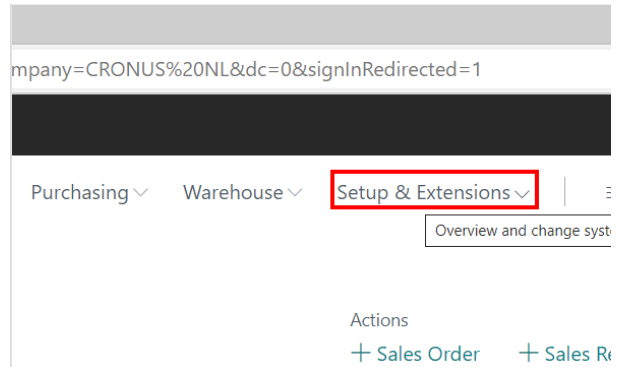 mpany=CRONUS%20NL&dc=0&signInRedirected=1
Purchasing Warehouse Setup & Extensions
Overview and change syst
Actions
+ Sales Order + Sales Re